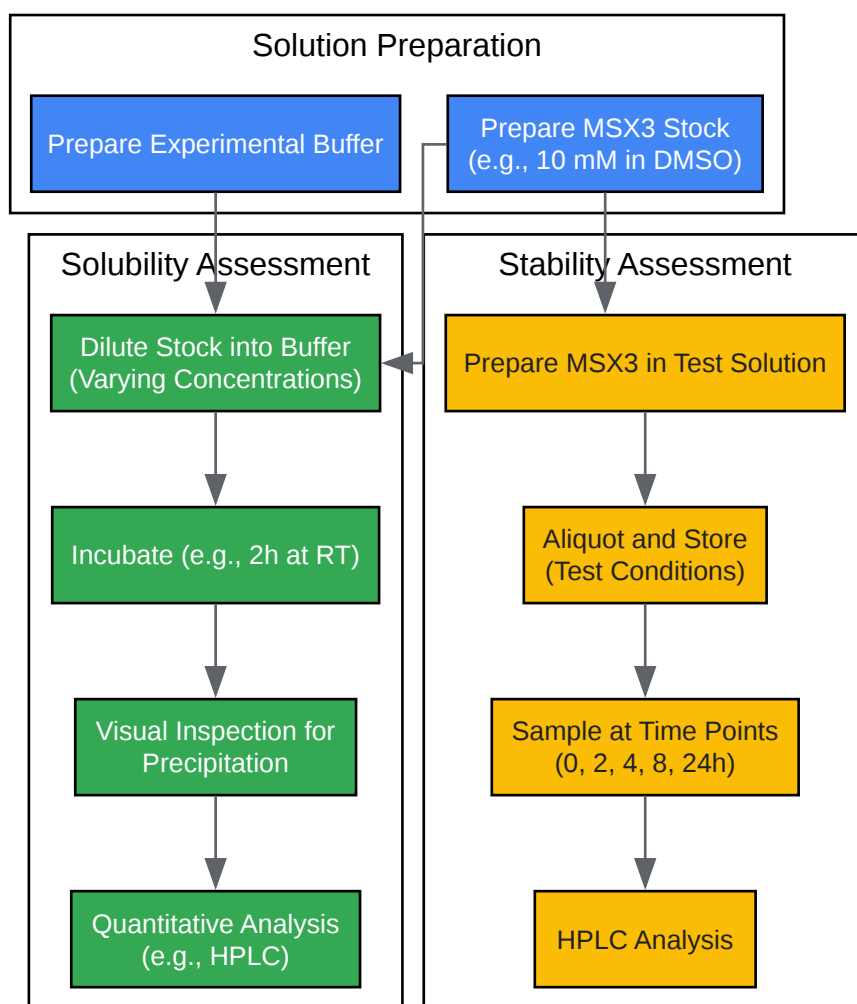 Solution Preparation
Prepare Experimental Buffer
Prepare MSX3 Stock
(e.g., 10 mM in DMSO)
Solubility Assessment
Dilute Stock into Buffer
(Varying Concentrations)
Incubate (e.g., 2h at RT)
Visual Inspection for
Precipitation
Quantitative Analysis
(e.g., HPLC)
Stability Assessment
Prepare MSX3 in Test Solution
Aliquot and Store
(Test Conditions)
Sample at Time Points
(0, 2, 4, 8, 24h)
HPLC Analysis